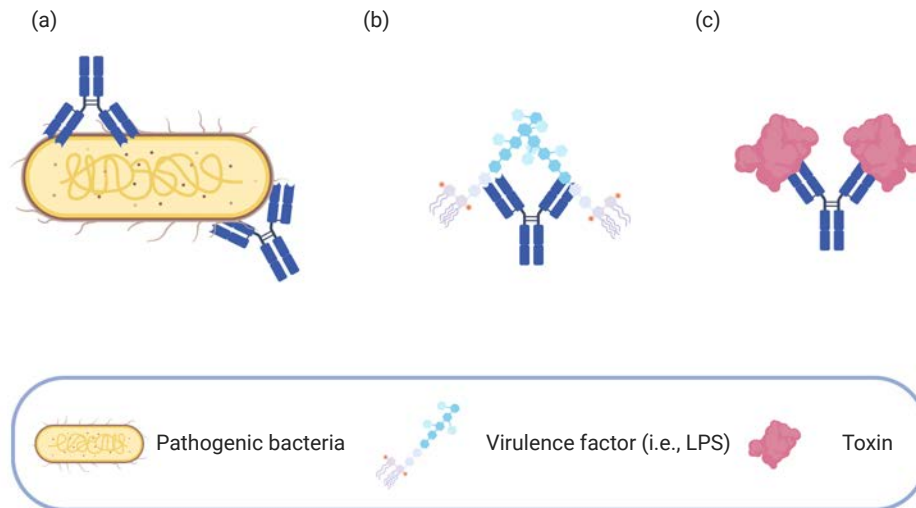 (a)
(b)
(c)
Pathogenic bacteria
Virulence factor (i.e., LPS)
Toxin